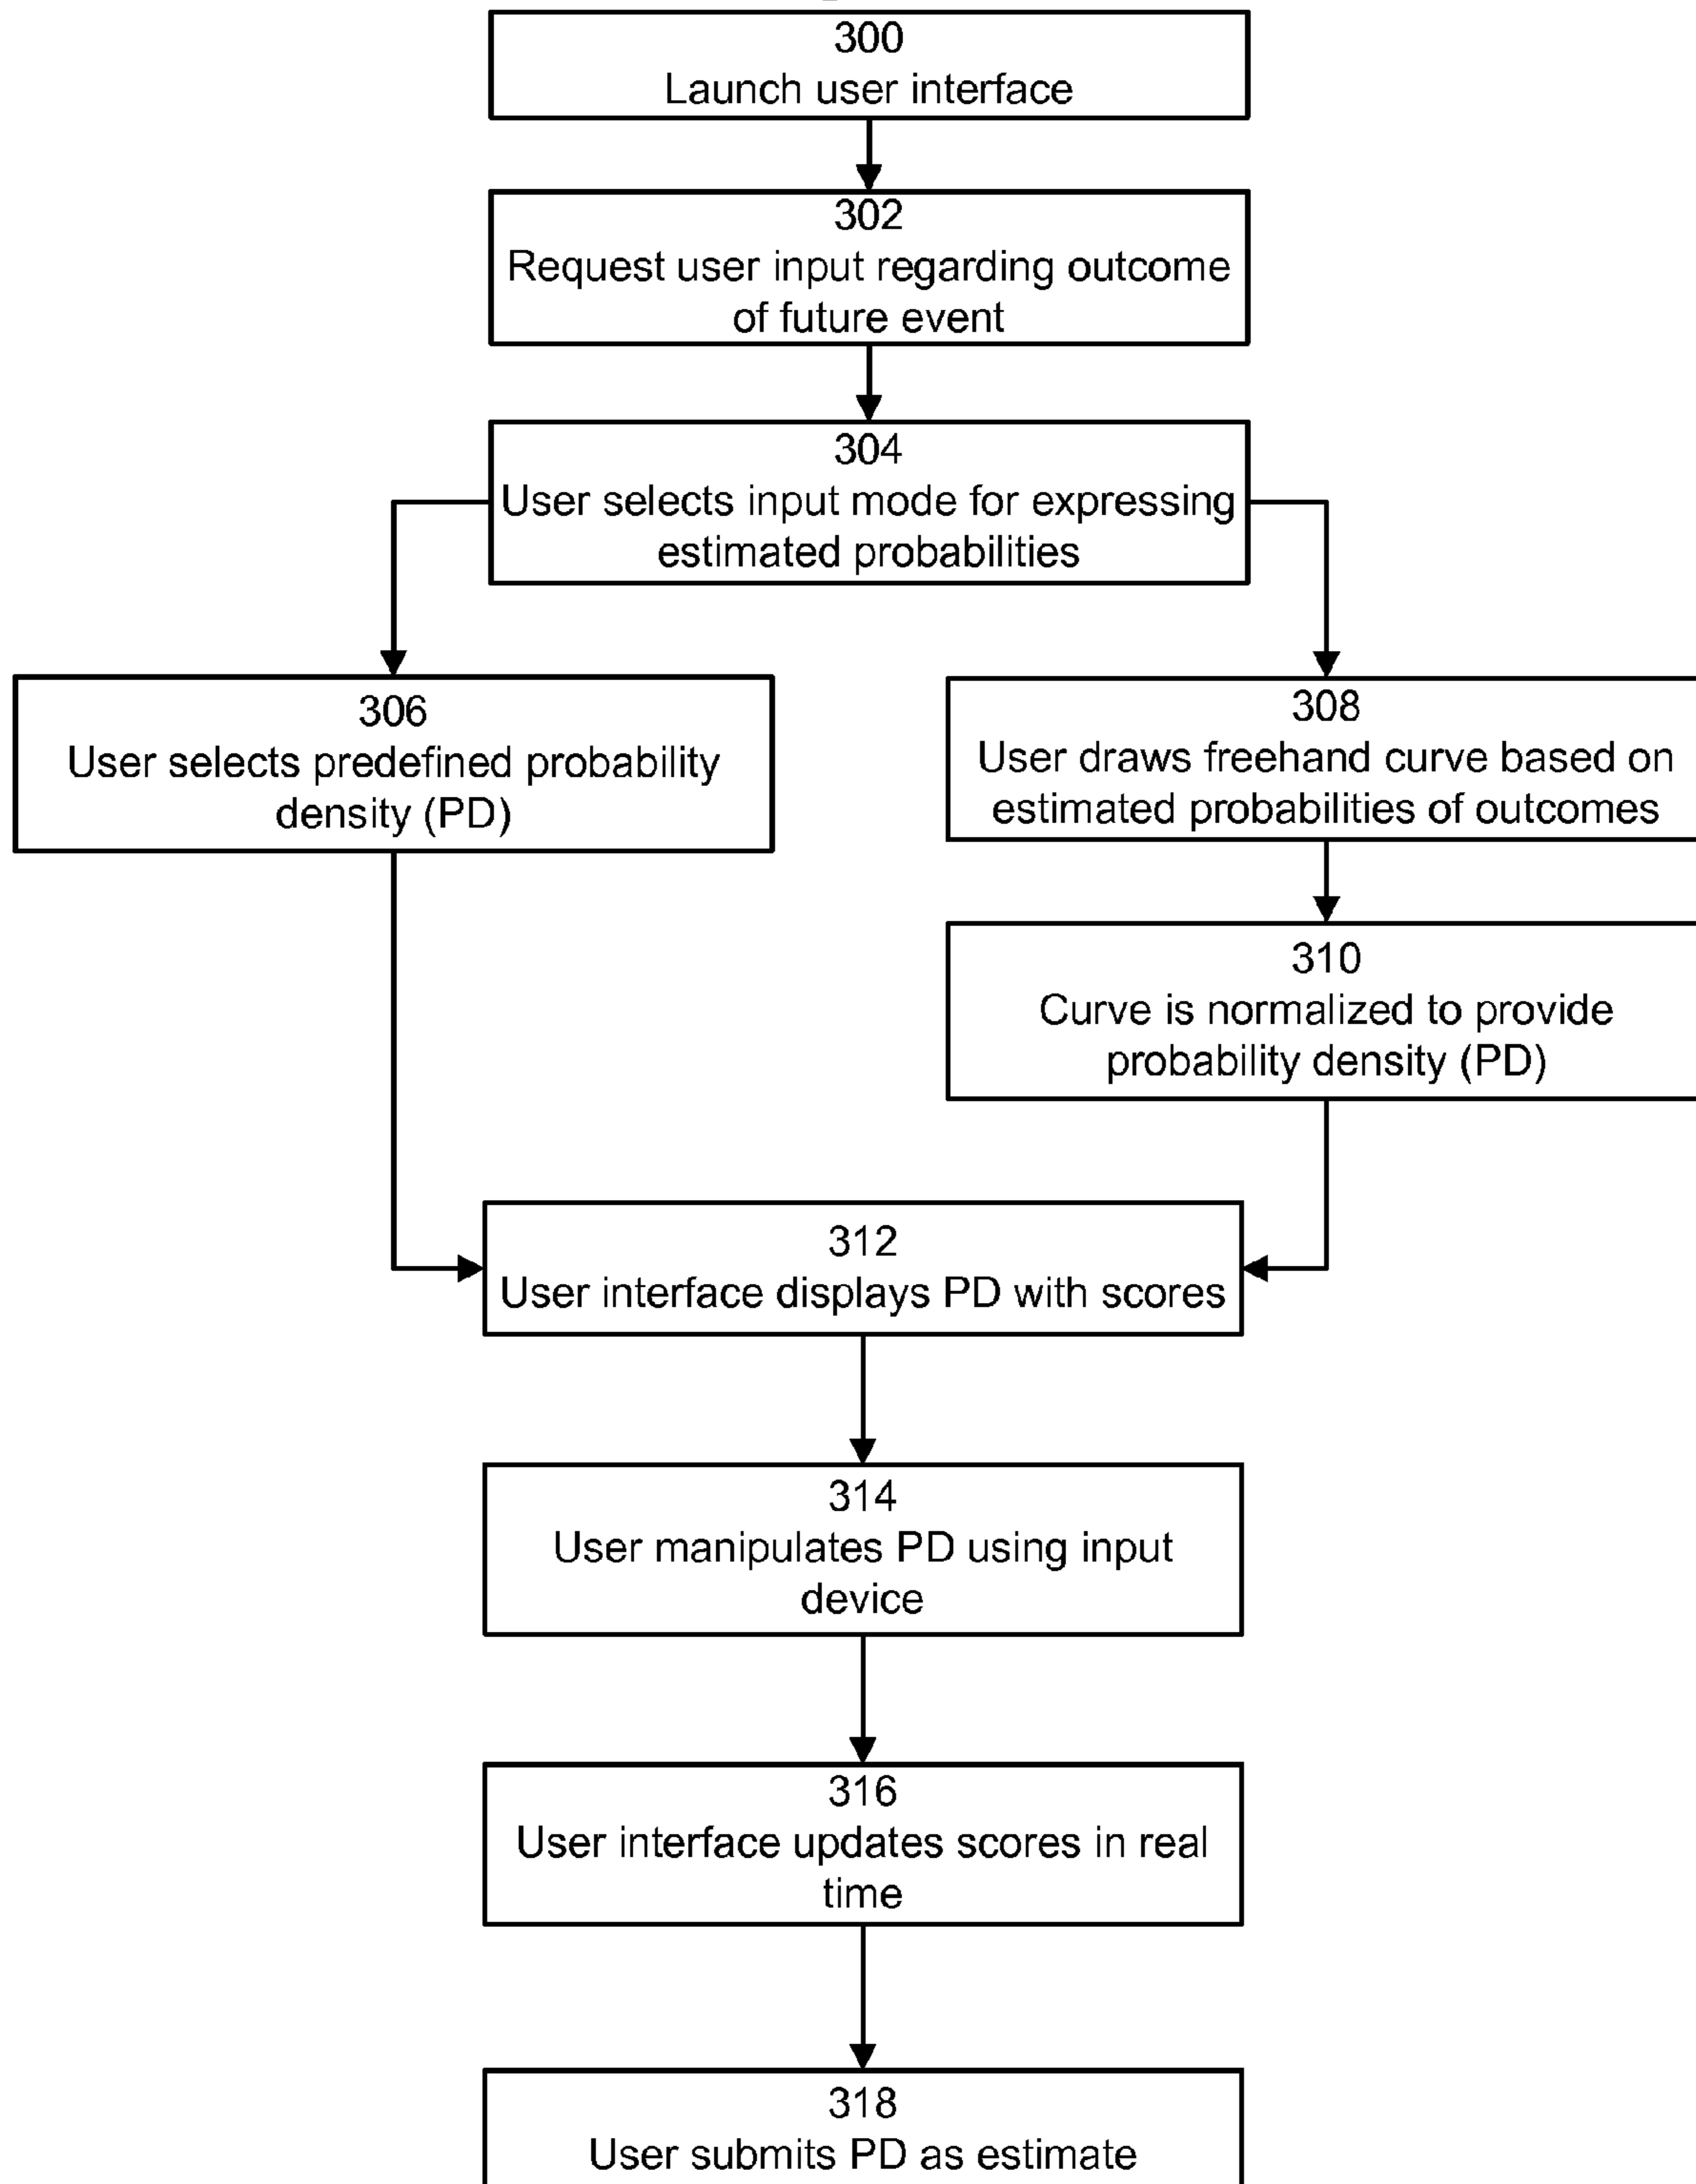 300
Launch user interface
302
Request user input regarding outcome
of future event
304
User selects input mode for expressing
estimated probabilities
306
User selects predefined probability
density (PD)
308
User draws freehand curve based on
estimated probabilities of outcomes
310
Curve is normalized to provide
probability density (PD)
312
User interface displays PD with scores
314
User manipulates PD using input
device
316
User interface updates scores in real
time
318
User submits PD as estimate